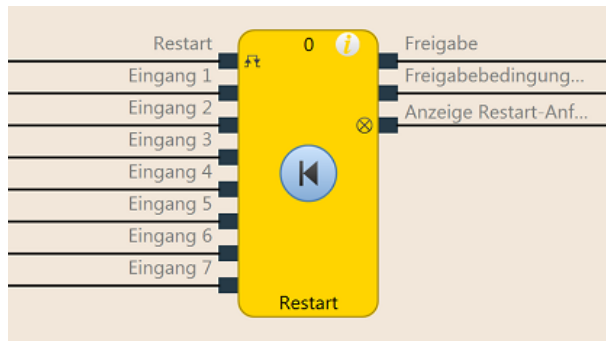 Restart
Eingang 1
Eingang 2
Eingang 3
Eingang 4
Eingang 5
Eingang 6
Eingang 7
0 i
Restart
Freigabe
Freigabebedingung...
Anzeige Restart-Anf...